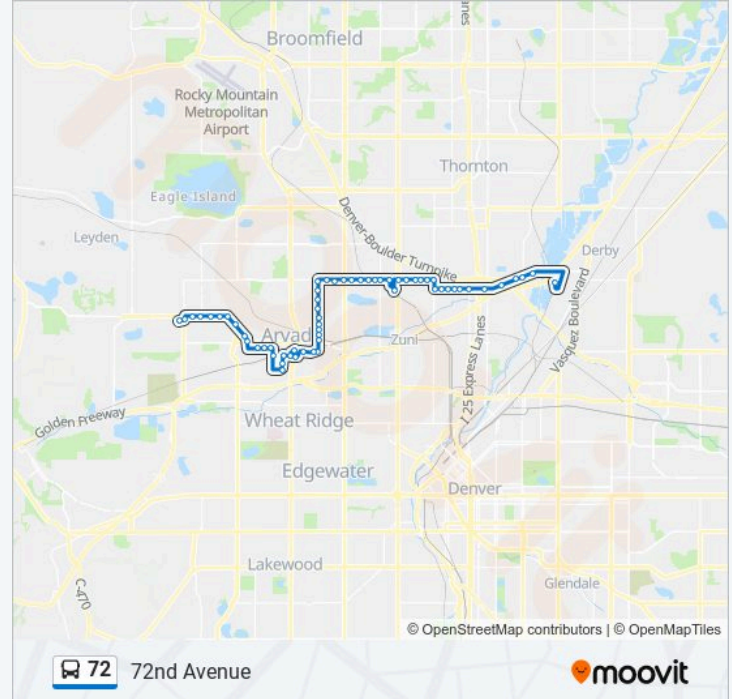 Broomfield
Rocky Mountain
Metropolitan
Airport
Thornton
Eagle Island
Leyden
Denver-Boulder Turnpike
Derby
Arvad
Zuni
Vasquez Boulevard
I 25 Express Lanes
Golden Freeway
Wheat Ridge
Edgewater
Denver
Lakewood
Glendale
C-470
© OpenStreetMap contributors | © OpenMapTiles
72 72nd Avenue
moovit